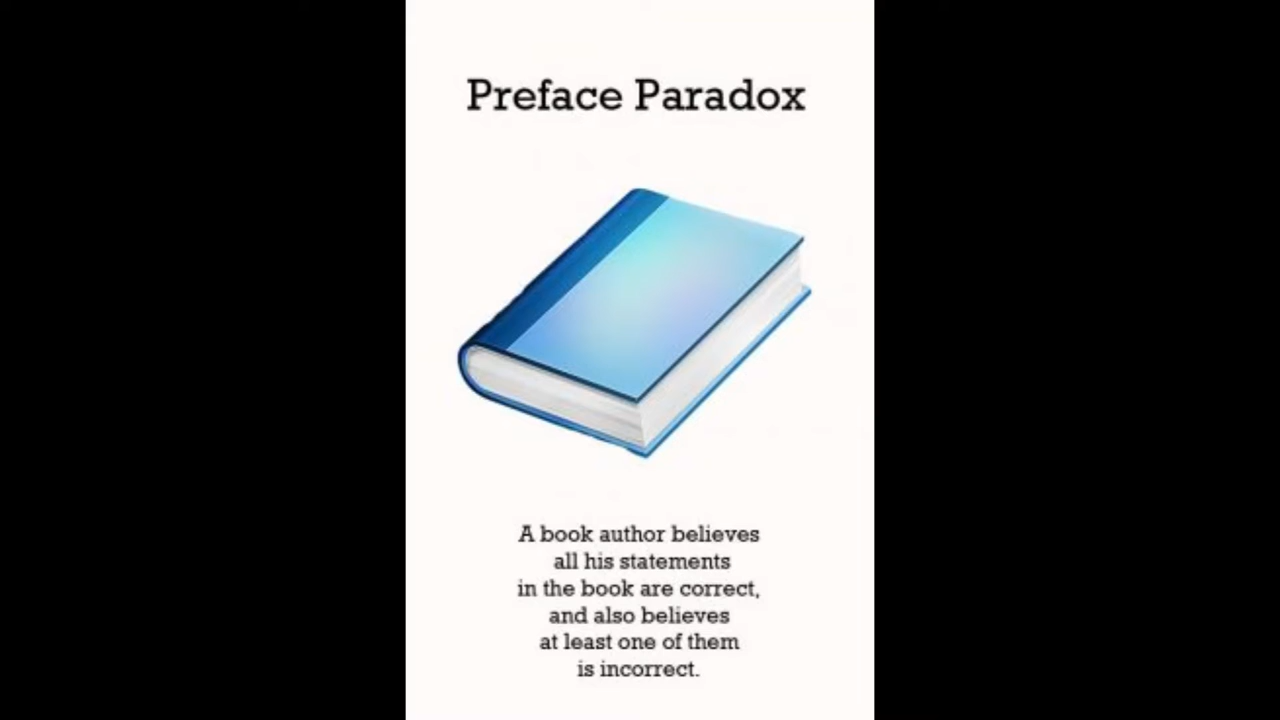 Preface Paradox
A book author believes
all his statements
in the book are correct,
and also believes
at least one of them
is incorrect.